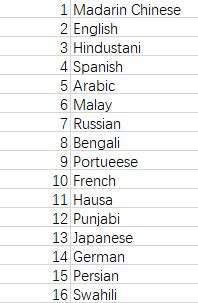 1 Madarin Chinese
2 English
3 Hindustani
4 Spanish
5 Arabic
6 Malay
7 Russian
8 Bengali
9 Portueese
10 French
11 Hausa
12 Punjabi
13 Japanese
14 German
15 Persian
16 Swahili